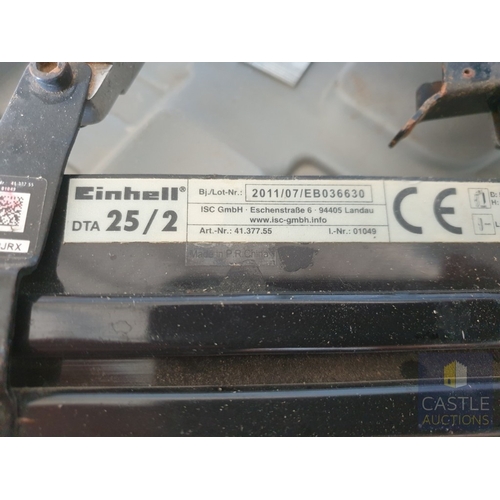 Einhell®
DTA 25/2
Bj./Lot-Nr.: 2011/07/EB036630
ISC GmbH · Eschenstraße 6 · 94405 Landau
www.isc-gmbh.info
Art.-Nr.: 41.377.55 I.-Nr.: 01049
CE
JRX
CASTLE
AUCTIONS